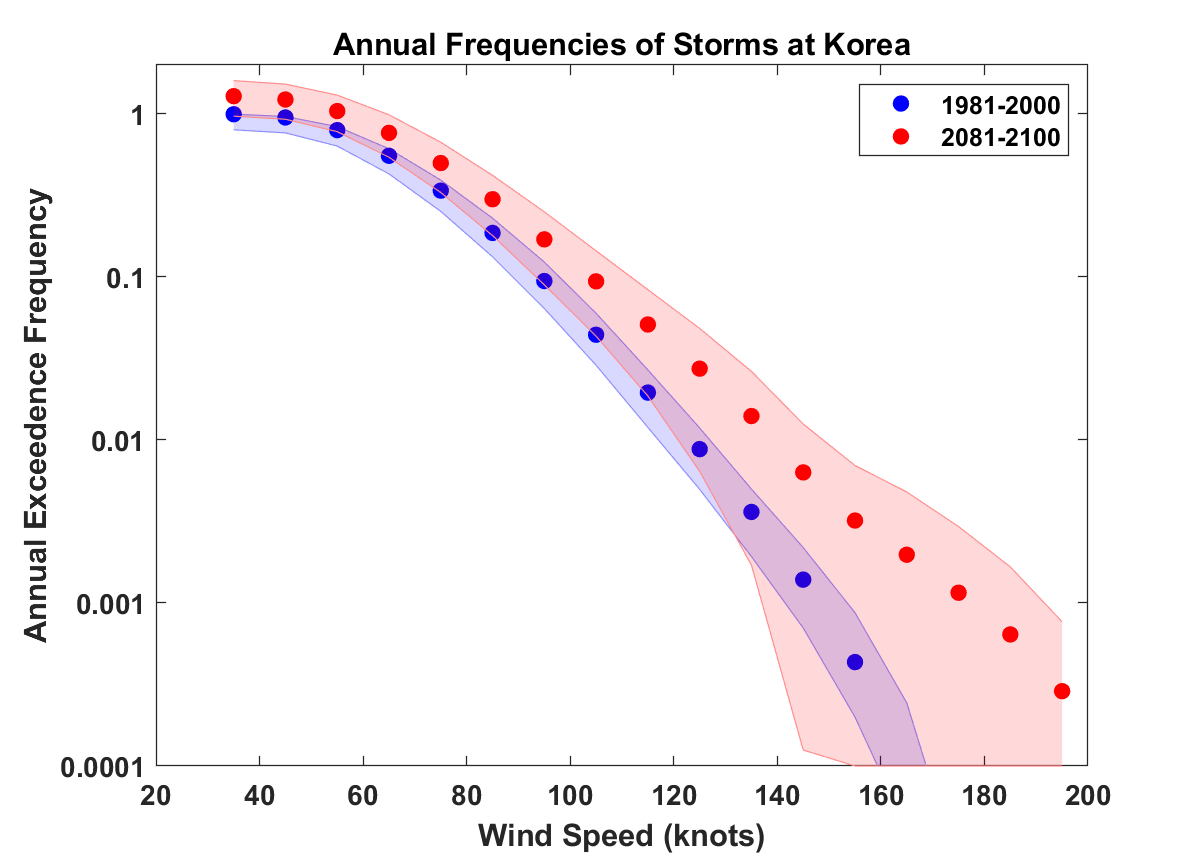 Annual Frequencies of Storms at Korea
1981-2000
2081-2100
Annual Exceedence Frequency
1
0.1
0.01
0.001
0.0001
20 40 60 80 100 120 140 160 180 200
Wind Speed (knots)